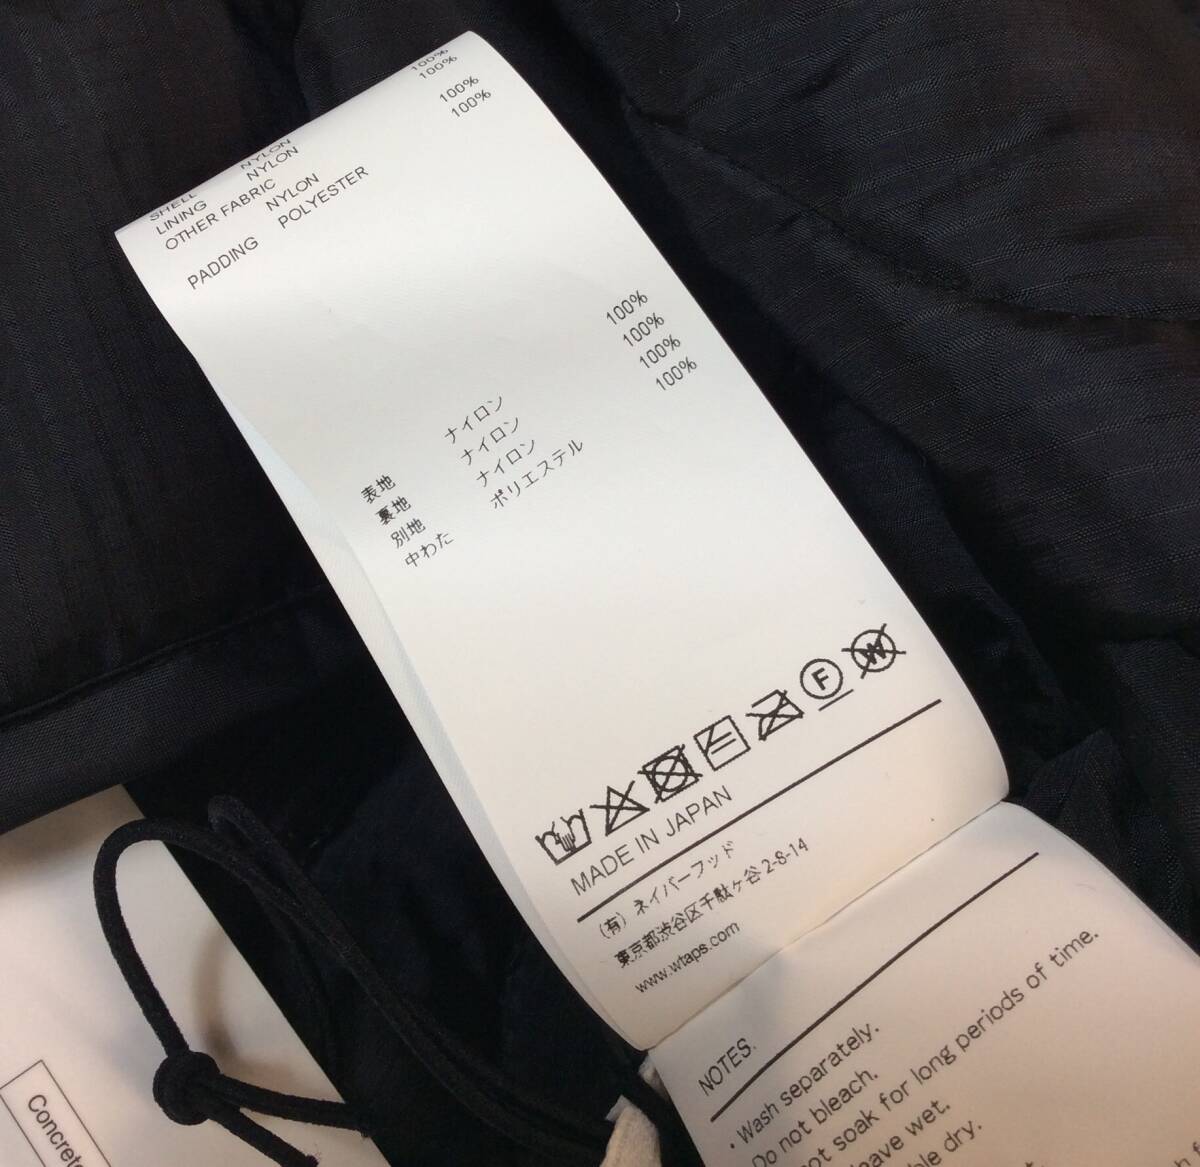 SHELL NYLON 100%
LINING NYLON 100%
OTHER FABRIC
NYLON 100%
PADDING POLYESTER 100%
表地 ナイロン 100%
裏地 ナイロン 100%
別地 ナイロン 100%
中わた ポリエステル 100%
F
W
MADE IN JAPAN
(有) ネイバーフッド
東京都渋谷区千駄ヶ谷2-8-14
www.wtaps.com
NOTES.
・Wash separately.
Do not bleach.
not soak for long periods of time.
leave wet.
dry.
Concrete